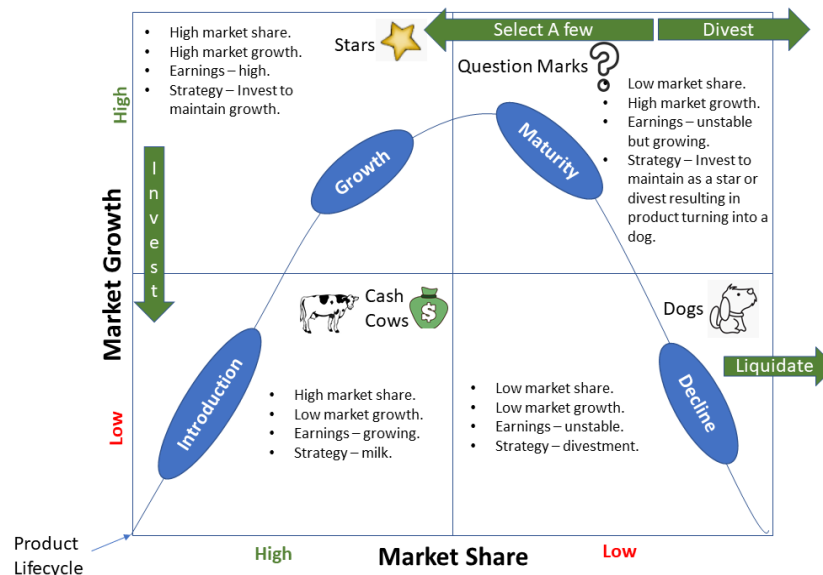 • High market share.
• High market growth.
• Earnings – high.
• Strategy – Invest to
maintain growth.
Stars
Select A few
Divest
Question Marks
• Low market share.
• High market growth.
• Earnings – unstable
but growing.
• Strategy – Invest to
maintain as a star or
divest resulting in
product turning into a
dog.
High
Invest
Growth
Maturity
Market Growth
Cash
Cows
$
Dogs
Introduction
Decline
Liquidate
• High market share.
• Low market growth.
• Earnings – growing.
• Strategy – milk.
• Low market share.
• Low market growth.
• Earnings – unstable.
• Strategy – divestment.
Low
Product
Lifecycle
High
Market Share
Low